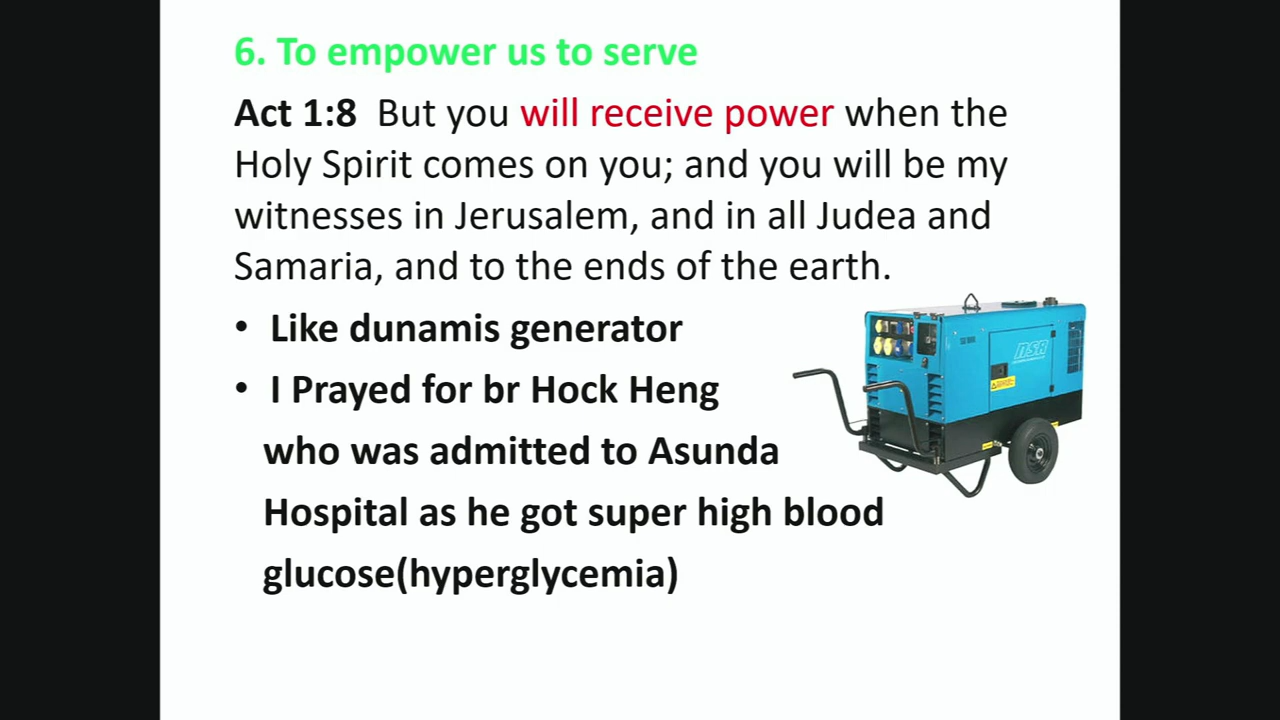 6. To empower us to serve
Act 1:8 But you will receive power when the
Holy Spirit comes on you; and you will be my
witnesses in Jerusalem, and in all Judea and
Samaria, and to the ends of the earth.
• Like dunamis generator
• I Prayed for br Hock Heng
who was admitted to Asunda
Hospital as he got super high blood
glucose(hyperglycemia)